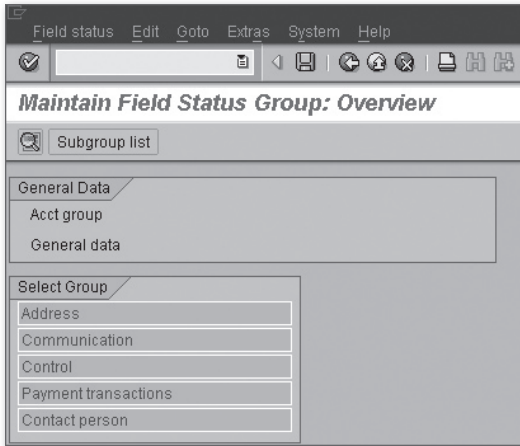 Field status Edit Goto Extras System Help
Maintain Field Status Group: Overview
Subgroup list
General Data
Acct group
General data
Select Group
Address
Communication
Control
Payment transactions
Contact person